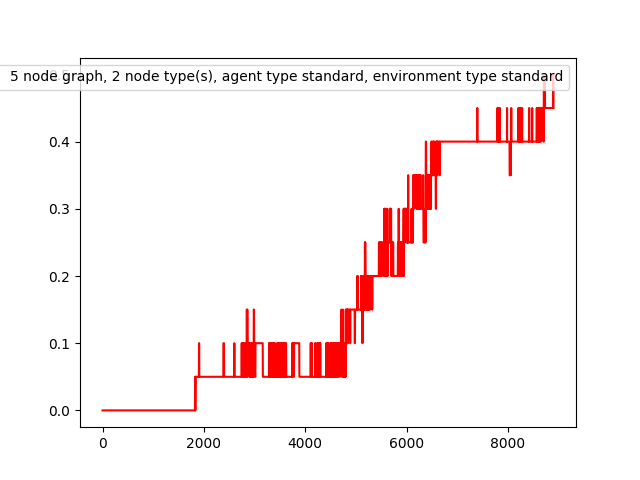 5 node graph, 2 node type(s), agent type standard, environment type standard
0.4
0.3
0.2
0.1
0.0
0 2000 4000 6000 8000